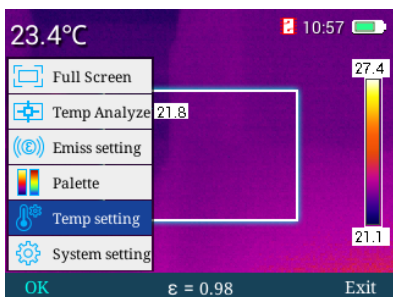 23.4°C
10:57
27.4
Full Screen
Temp Analyze
21.8
Emiss setting
Palette
Temp setting
21.1
System setting
OK
ε = 0.98
Exit